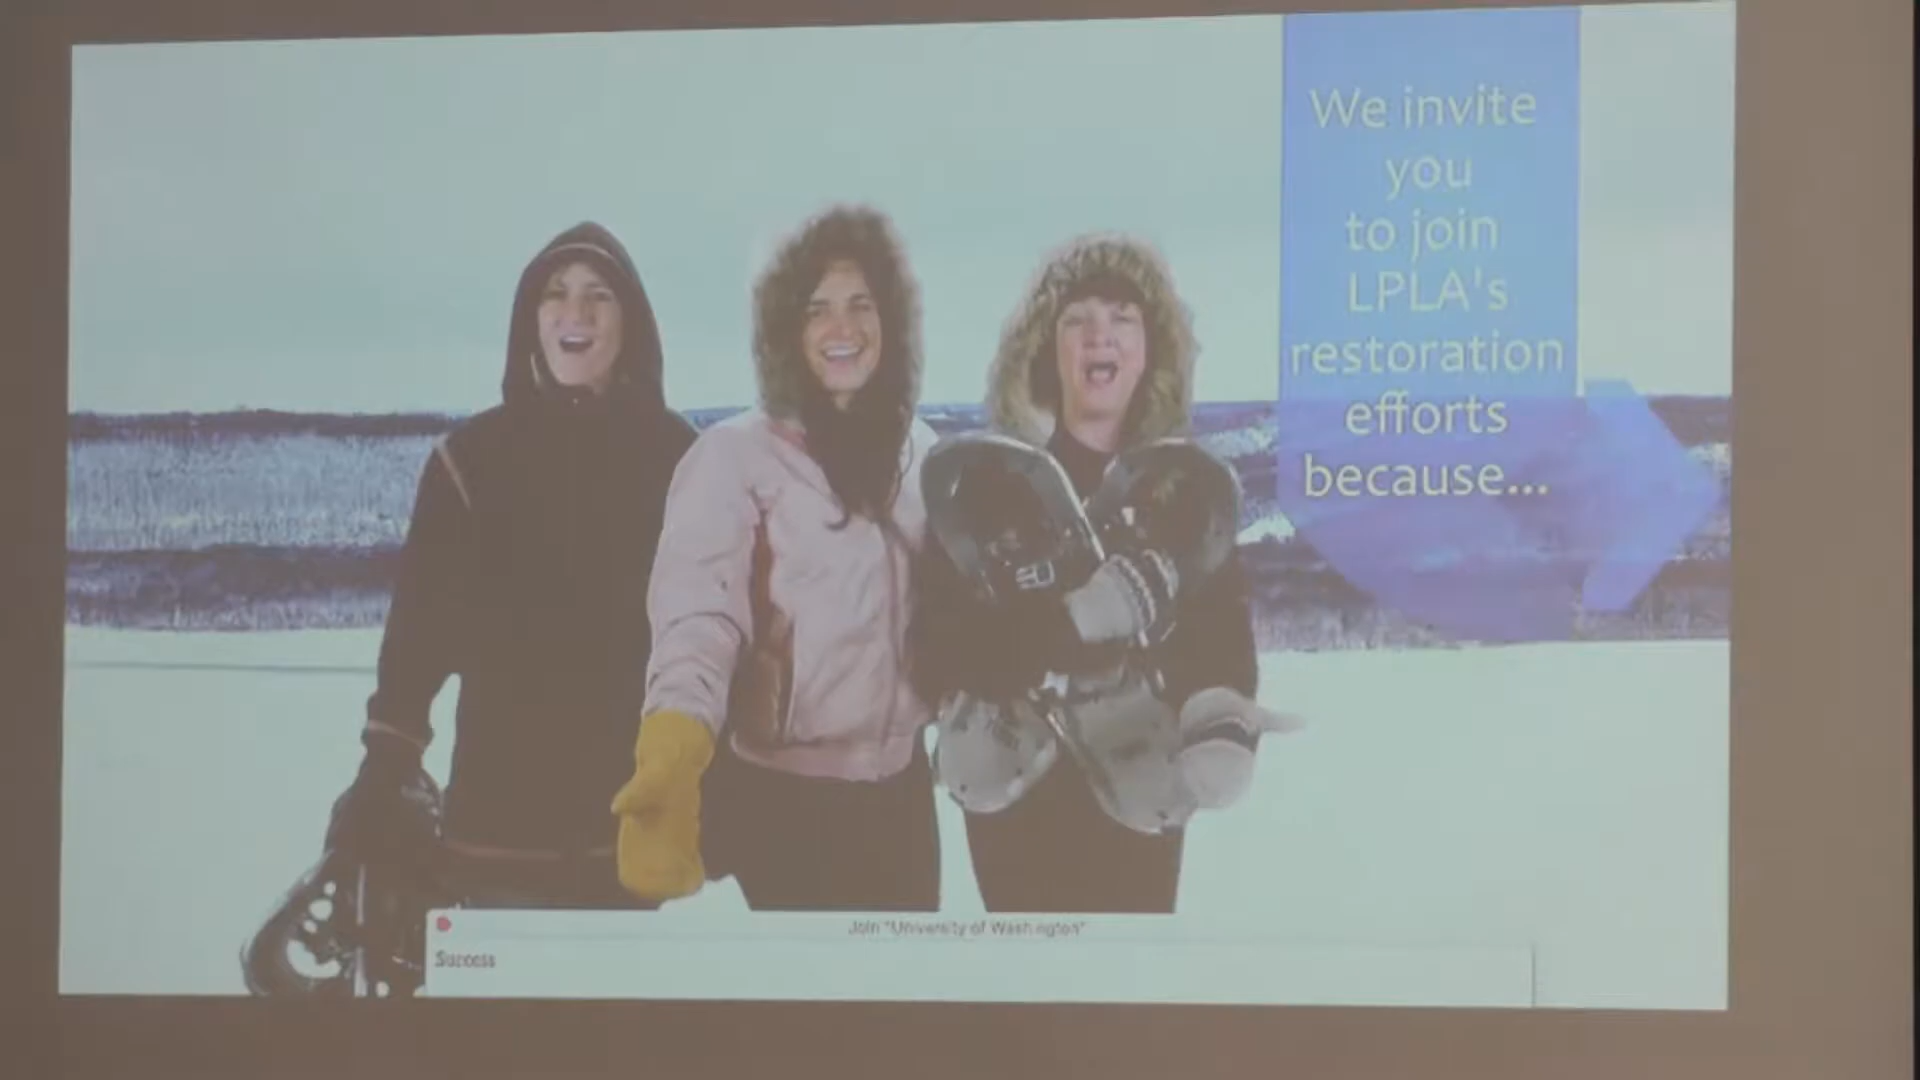 We invite
you
to join
LPLA's
restoration
efforts
because...
Join "University of Washington"
Success